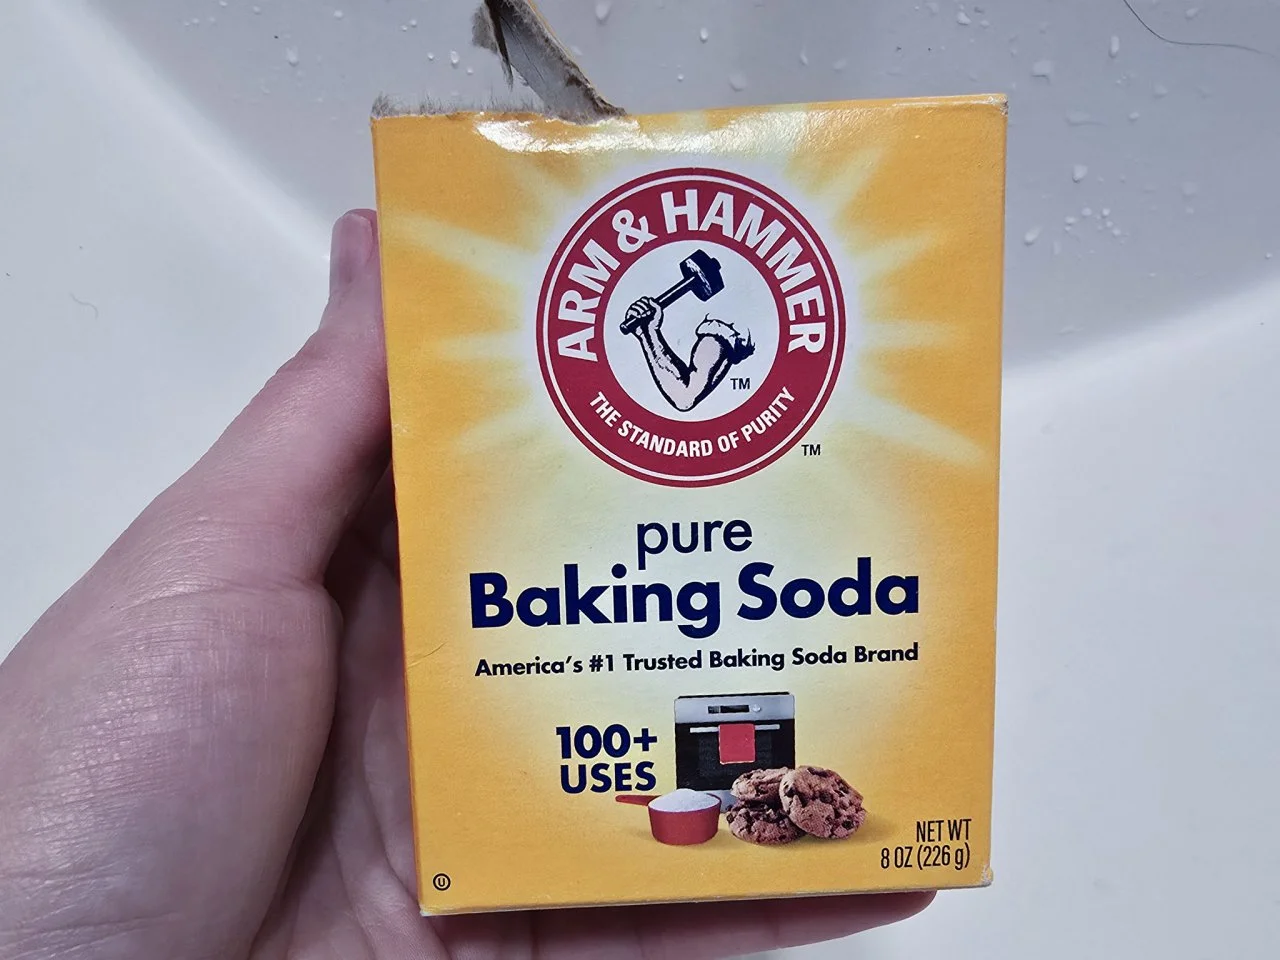 ARM & HAMMER
THE STANDARD OF PURITY
TM
TM
pure
Baking Soda
America's #1 Trusted Baking Soda Brand
100+
USES
NET WT
8 OZ (226 g)
U